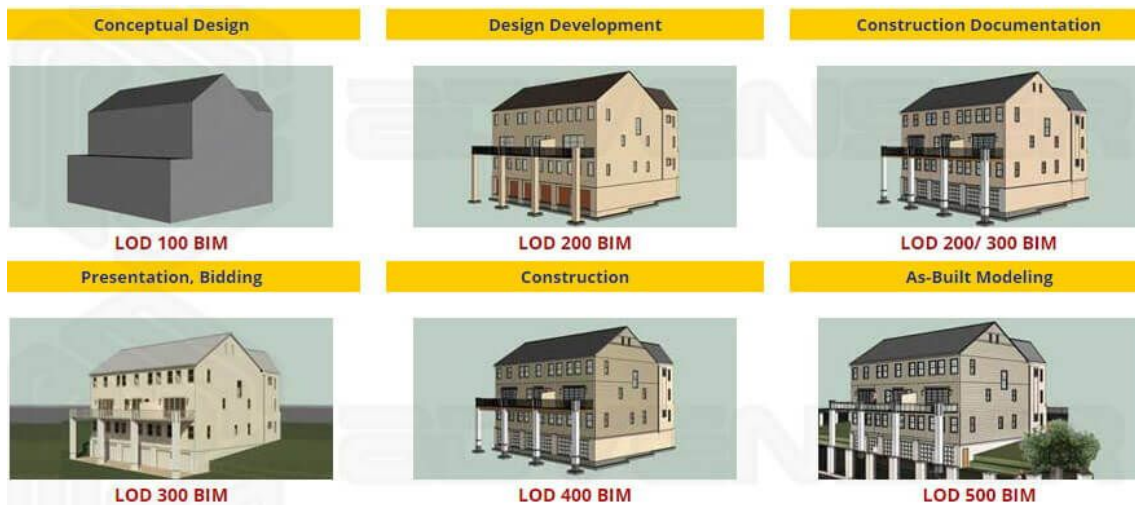 Conceptual Design
Design Development
Construction Documentation
LOD 100 BIM
LOD 200 BIM
LOD 200/ 300 BIM
Presentation, Bidding
Construction
As-Built Modeling
LOD 300 BIM
LOD 400 BIM
LOD 500 BIM